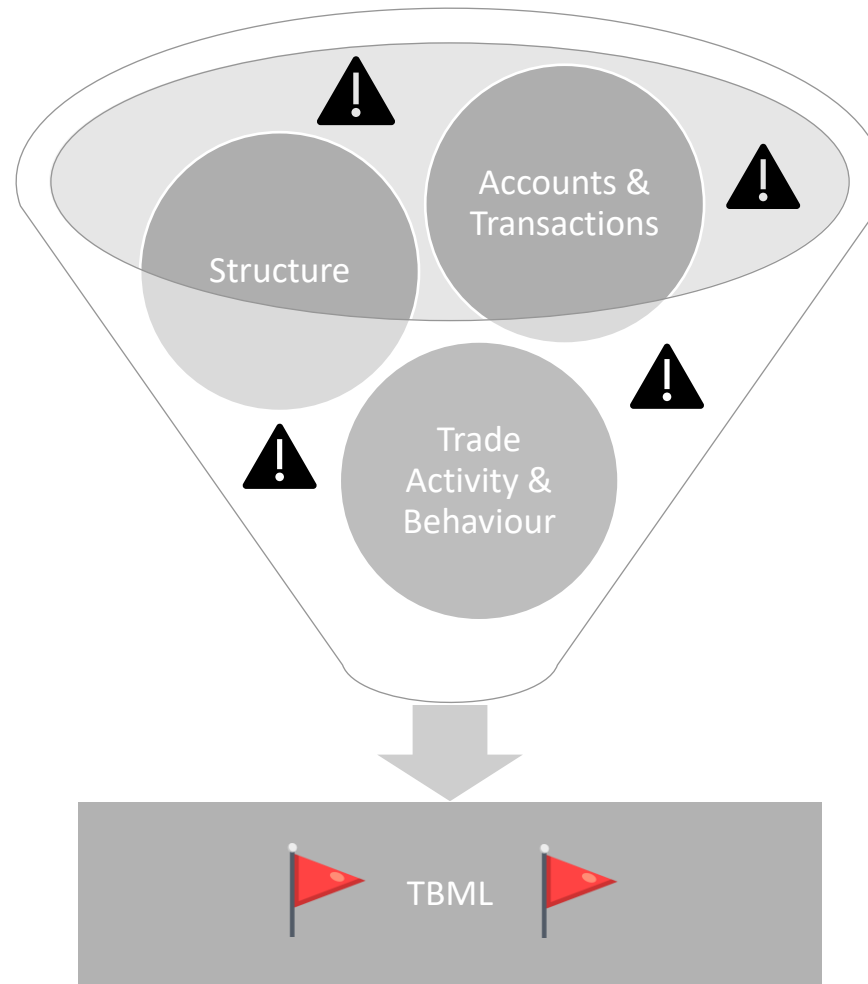 Accounts &
Transactions
Structure
Trade
Activity &
Behaviour
TBML